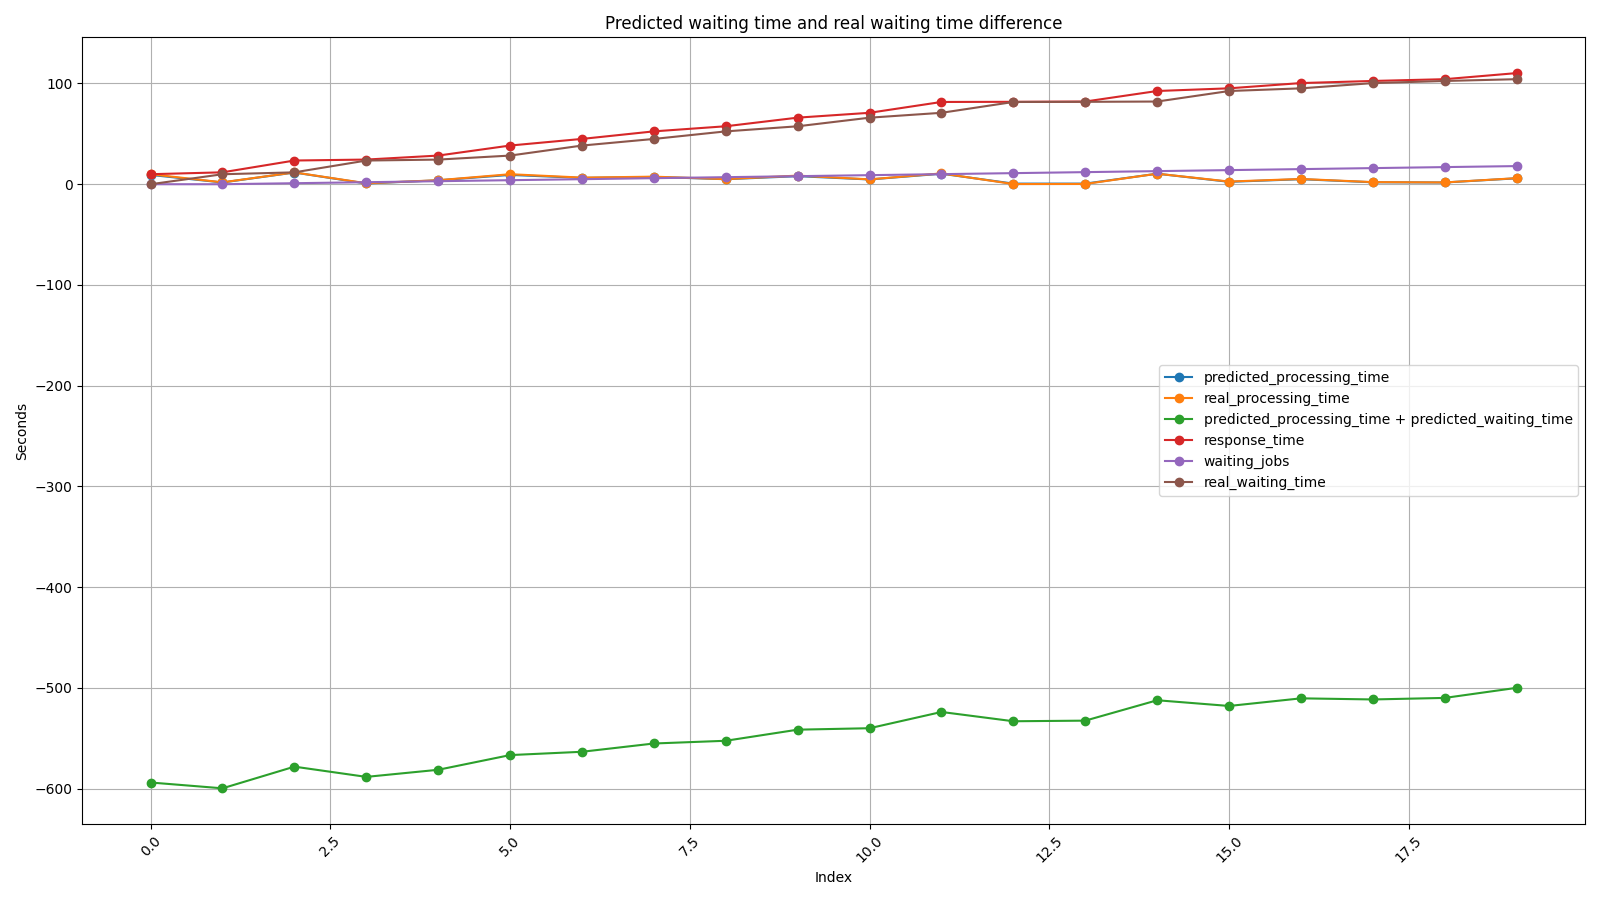 Predicted waiting time and real waiting time difference
100
0
−100
−200
−300
−400
−500
−600
Seconds
predicted_processing_time
real_processing_time
predicted_processing_time + predicted_waiting_time
response_time
waiting_jobs
real_waiting_time
0.0
2.5
5.0
7.5
10.0
12.5
15.0
17.5
Index